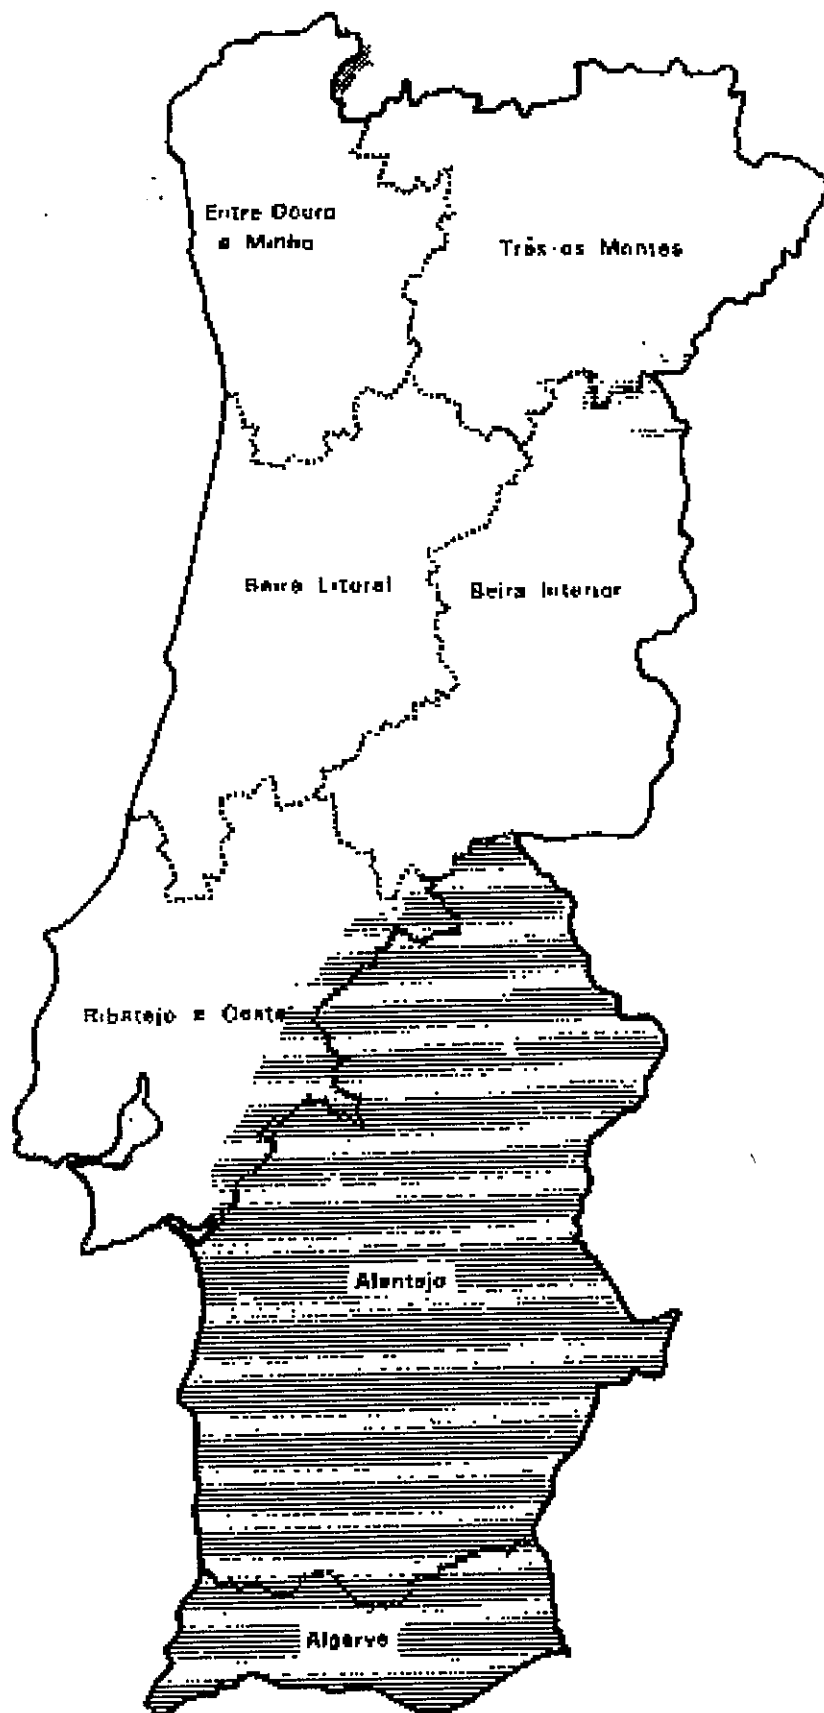 Entre Douro
e Minho
Trás-os Montes
Beira Litoral
Beira Interior
Ribatejo e Oeste
Alentejo
Algarve